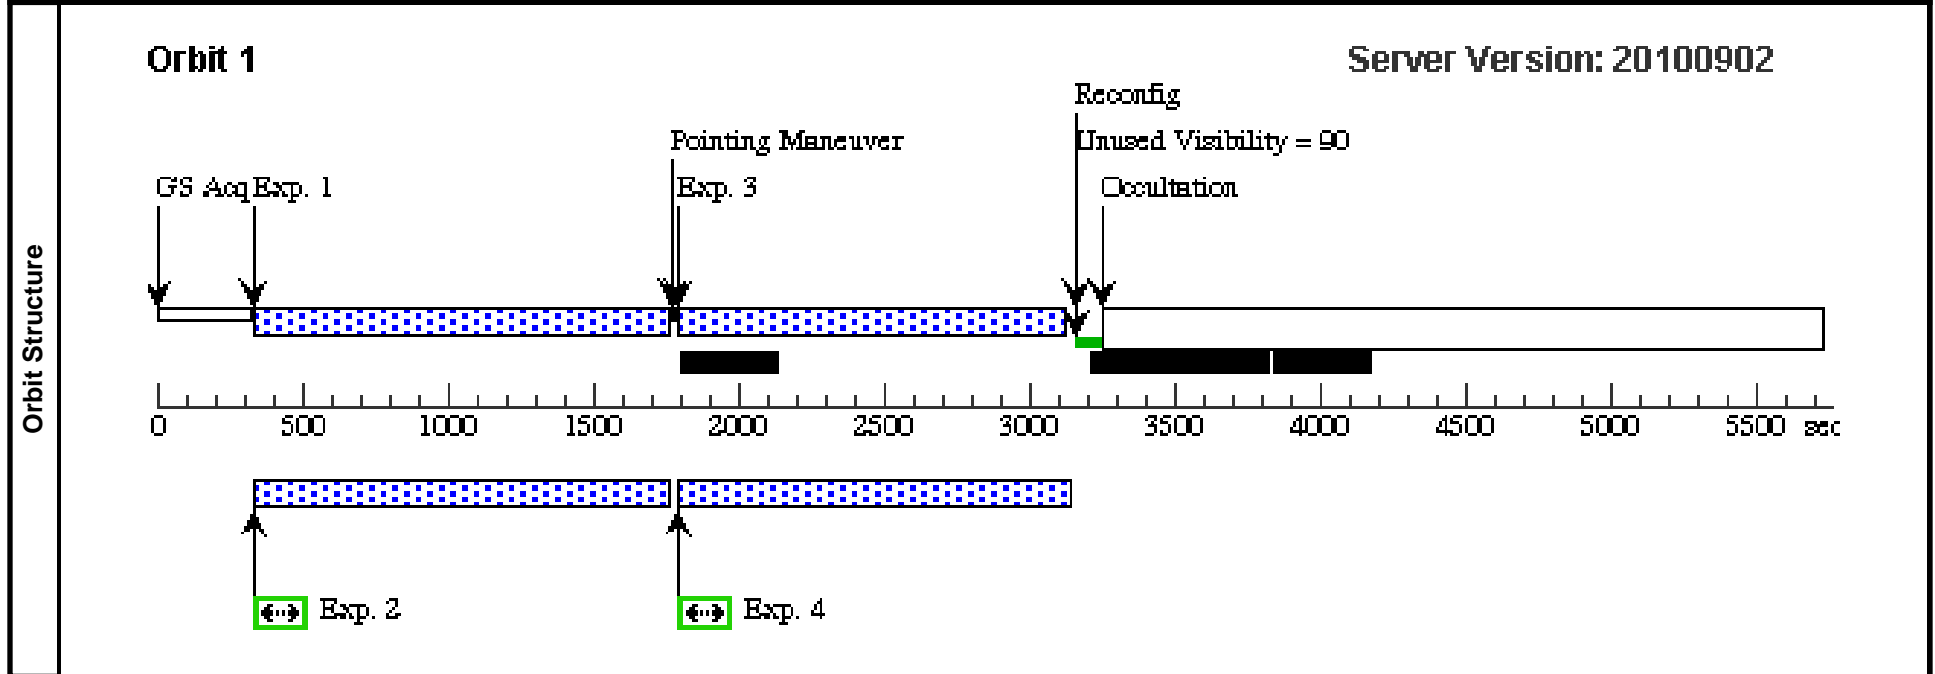 Orbit Structure
Orbit 1
Server Version: 20100902
Reconfig
Pointing Maneuver
Unused Visibility = 90
GS Acq
Exp. 1
Exp. 3
Occultation
0 500 1000 1500 2000 2500 3000 3500 4000 4500 5000 5500 sec
Exp. 2
Exp. 4